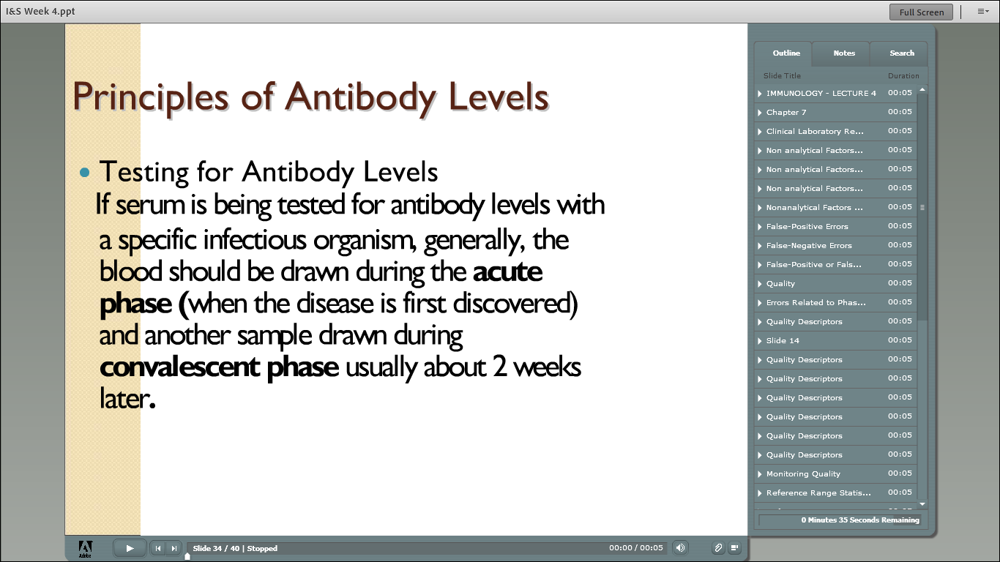 I&S Week 4.ppt
Full Screen
Principles of Antibody Levels
• Testing for Antibody Levels
If serum is being tested for antibody levels with
a specific infectious organism, generally, the
blood should be drawn during the acute
phase (when the disease is first discovered)
and another sample drawn during
convalescent phase usually about 2 weeks
later.
Outline Notes Search
Slide Title Duration
IMMUNOLOGY - LECTURE 4 00:05
Chapter 7 00:05
Clinical Laboratory Re... 00:05
Non analytical Factors... 00:05
Non analytical Factors... 00:05
Non analytical Factors... 00:05
Nonanalytical Factors ... 00:05
False-Positive Errors 00:05
False-Negative Errors 00:05
False-Positive or Fals... 00:05
Quality 00:05
Errors Related to Phas... 00:05
Quality Descriptors 00:05
Slide 14 00:05
Quality Descriptors 00:05
Quality Descriptors 00:05
Quality Descriptors 00:05
Quality Descriptors 00:05
Quality Descriptors 00:05
Quality Descriptors 00:05
Monitoring Quality 00:05
Reference Range Statis... 00:05
0 Minutes 35 Seconds Remaining
Adobe
Slide 34 / 40 | Stopped 00:00 / 00:05